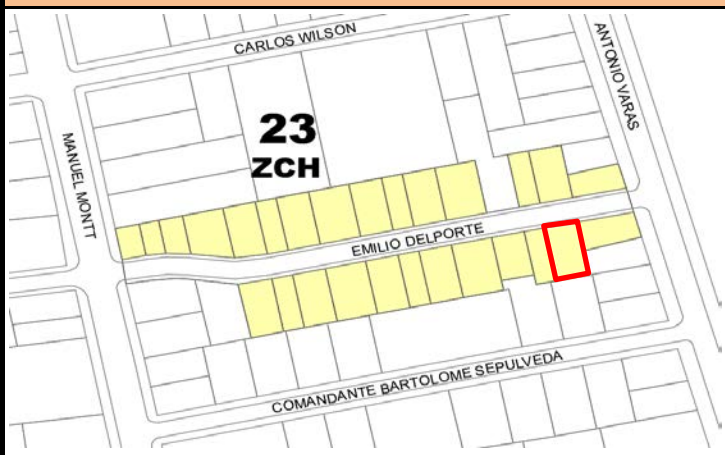 CARLOS WILSON
ANTONIO VARAS
23
ZCH
MANUEL MONTT
EMILIO DELPORTE
COMANDANTE BARTOLOME SEPULVEDA